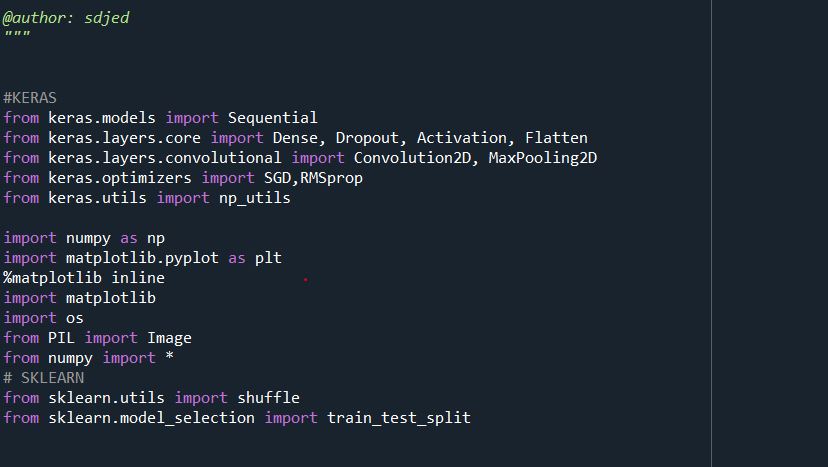 @author: sdjed
"""
#KERAS
from keras.models import Sequential
from keras.layers.core import Dense, Dropout, Activation, Flatten
from keras.layers.convolutional import Convolution2D, MaxPooling2D
from keras.optimizers import SGD,RMSprop
from keras.utils import np_utils
import numpy as np
import matplotlib.pyplot as plt
%matplotlib inline
import matplotlib
import os
from PIL import Image
from numpy import *
# SKLEARN
from sklearn.utils import shuffle
from sklearn.model_selection import train_test_split